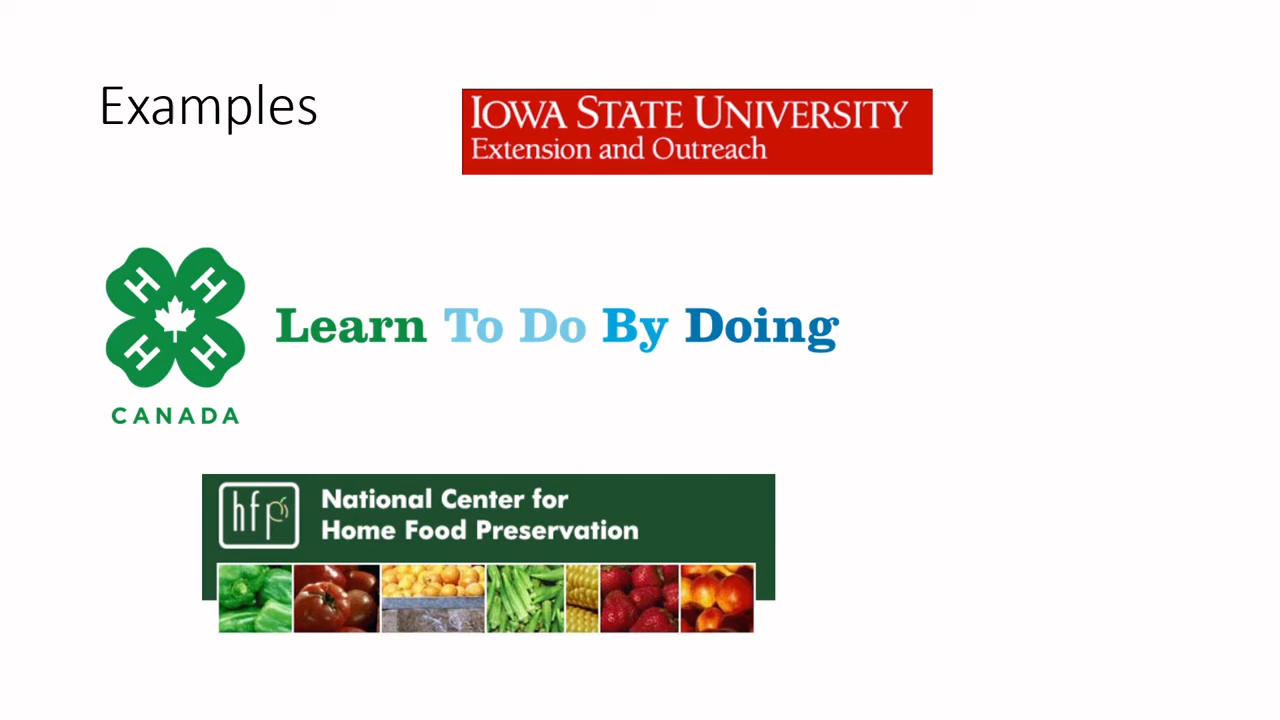 Examples
IOWA STATE UNIVERSITY
Extension and Outreach
H H
H H
CANADA
Learn To Do By Doing
hfp
National Center for
Home Food Preservation